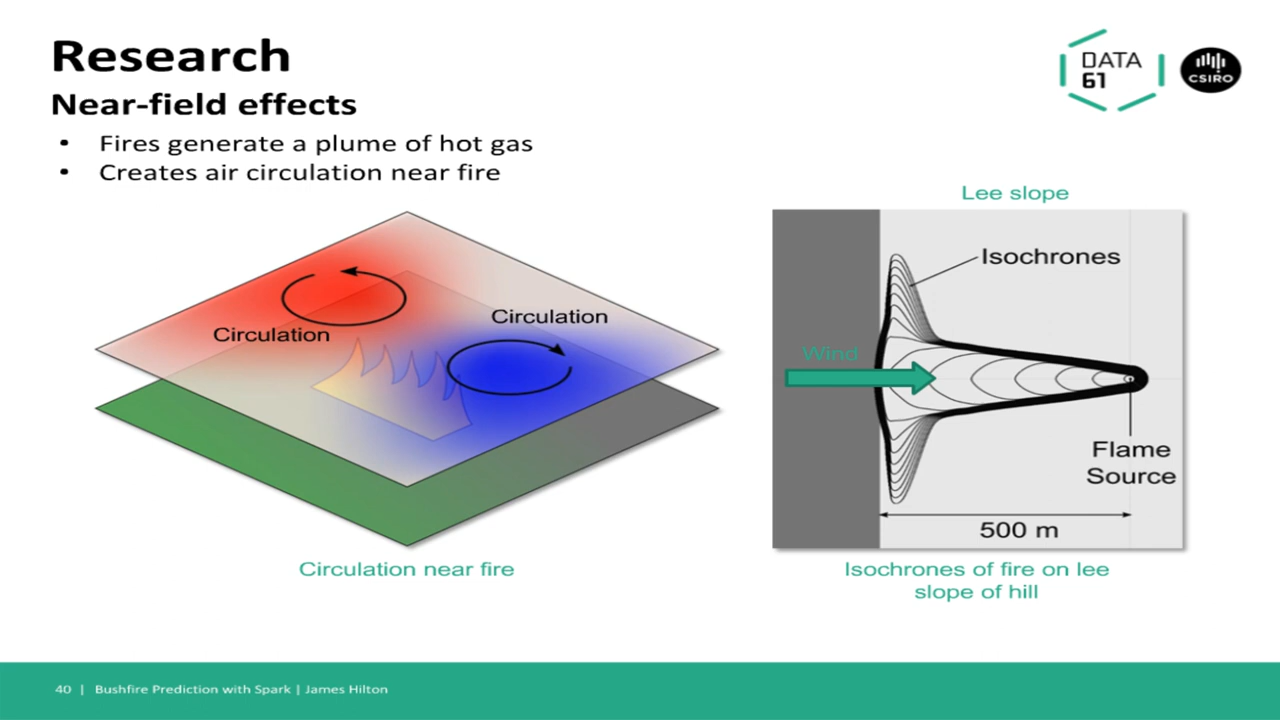 Research
Near-field effects
• Fires generate a plume of hot gas
• Creates air circulation near fire
DATA
61
CSIRO
Circulation
Circulation
Circulation near fire
Lee slope
Isochrones
Wind
Flame
Source
500 m
Isochrones of fire on lee
slope of hill
40 | Bushfire Prediction with Spark | James Hilton